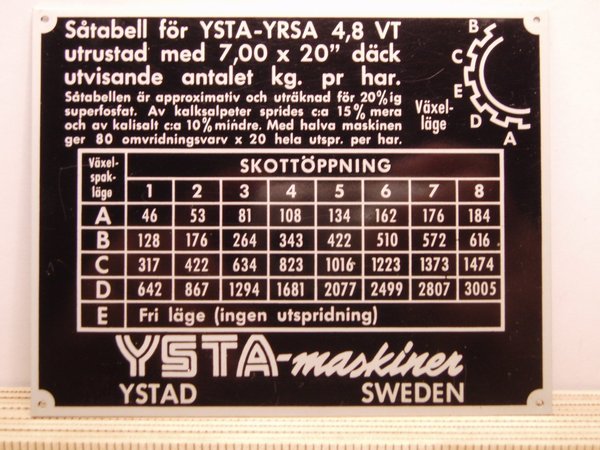 Såtabell för YSTA-YRSA 4,8 VT
utrustad med 7,00 x 20” däck
utvisande antalet kg. pr har.
Såtabellen är approximativ och uträknad för 20%ig
superfosfat. Av kalksalpeter sprides c:a 15% mera
och av kalisalt c:a 10% mindre. Med halva maskinen
ger 80 omvridningsvarv x 20 hela utspr. per har.
Växel-
läge
B
C
E
D
A
Växel-
spak-
läge
SKOTTÖPPNING
1 2 3 4 5 6 7 8
A 46 53 81 108 134 162 176 184
B 128 176 264 343 422 510 572 616
C 317 422 634 823 1016 1223 1373 1474
D 642 867 1294 1681 2077 2499 2807 3005
E Fri läge (ingen utspridning)
YSTA-maskiner
YSTAD SWEDEN